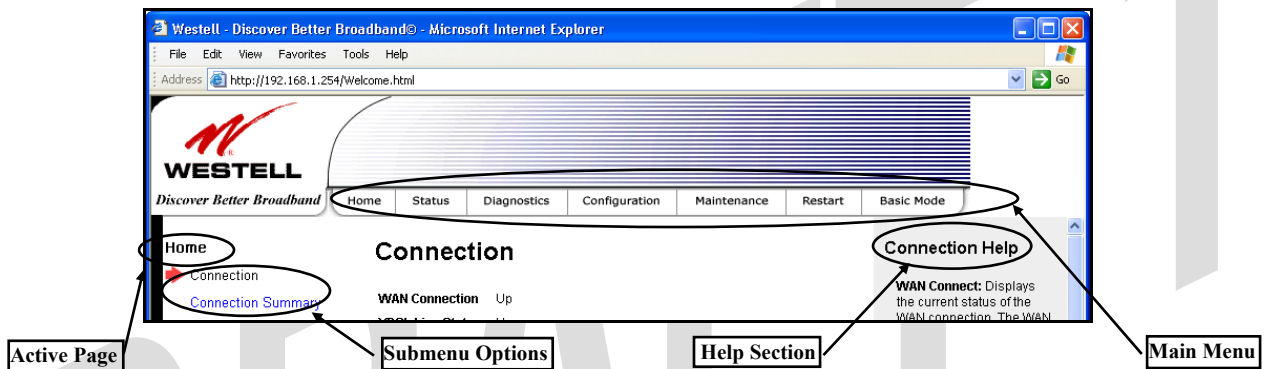 Westell - Discover Better Broadband© - Microsoft Internet Explorer
File Edit View Favorites Tools Help
Address http://192.168.1.254/Welcome.html Go
WESTELL
Discover Better Broadband
Home Status Diagnostics Configuration Maintenance Restart Basic Mode
Home
Connection
Connection Summary
Connection
WAN Connection Up
Connection Help
WAN Connect: Displays
the current status of the
WAN connection. The WAN
Active Page
Submenu Options
Help Section
Main Menu